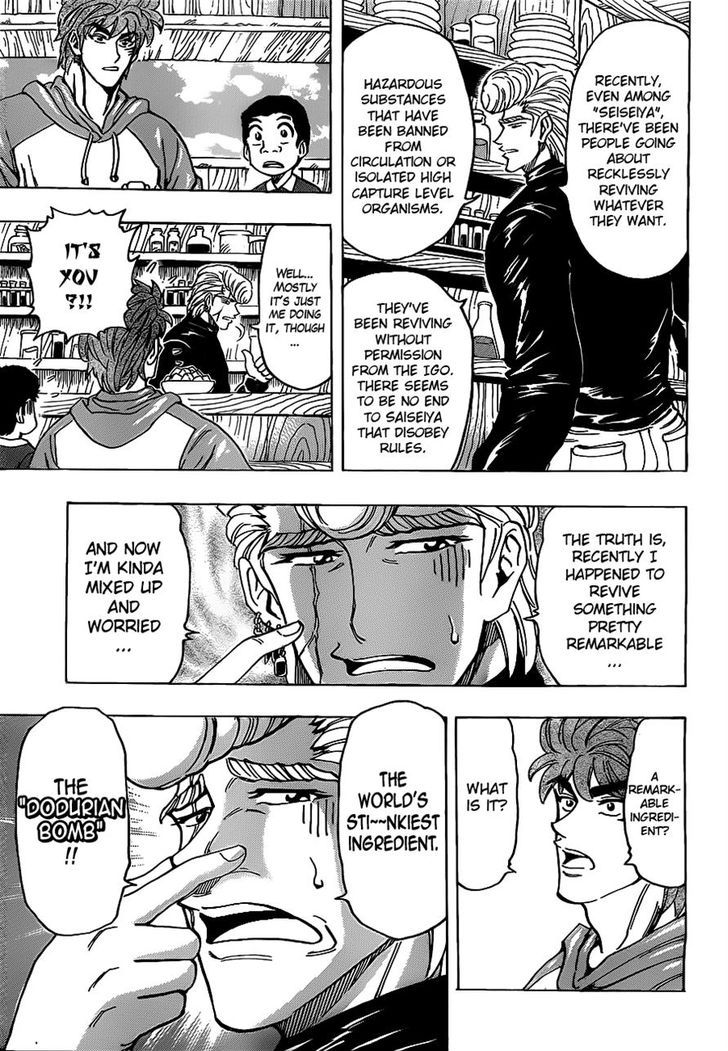 RECENTLY,
EVEN AMONG
"SEISEIYA",
THERE'VE BEEN
PEOPLE GOING
ABOUT
RECKLESSLY
REVIVING
WHATEVER
THEY WANT.
HAZARDOUS
SUBSTANCES
THAT HAVE
BEEN BANNED
FROM
CIRCULATION OR
ISOLATED HIGH
CAPTURE LEVEL
ORGANISMS.
THEY'VE
BEEN REVIVING
WITHOUT
PERMISSION
FROM THE IGO.
THERE SEEMS
TO BE NO END
TO SAISEIYA
THAT DISOBEY
RULES.
WELL...
MOSTLY
IT'S JUST
ME DOING
IT, THOUGH
...
IT'S
YOU
?!!
THE TRUTH IS,
RECENTLY I
HAPPENED TO
REVIVE
SOMETHING
PRETTY
REMARKABLE
...
AND NOW
I'M KINDA
MIXED UP
AND
WORRIED
...
A
REMARK-
ABLE
INGREDI-
ENT?
WHAT
IS IT?
THE
WORLD'S
STI~~NKIEST
INGREDIENT.
THE
"DODURIAN
BOMB"
!!